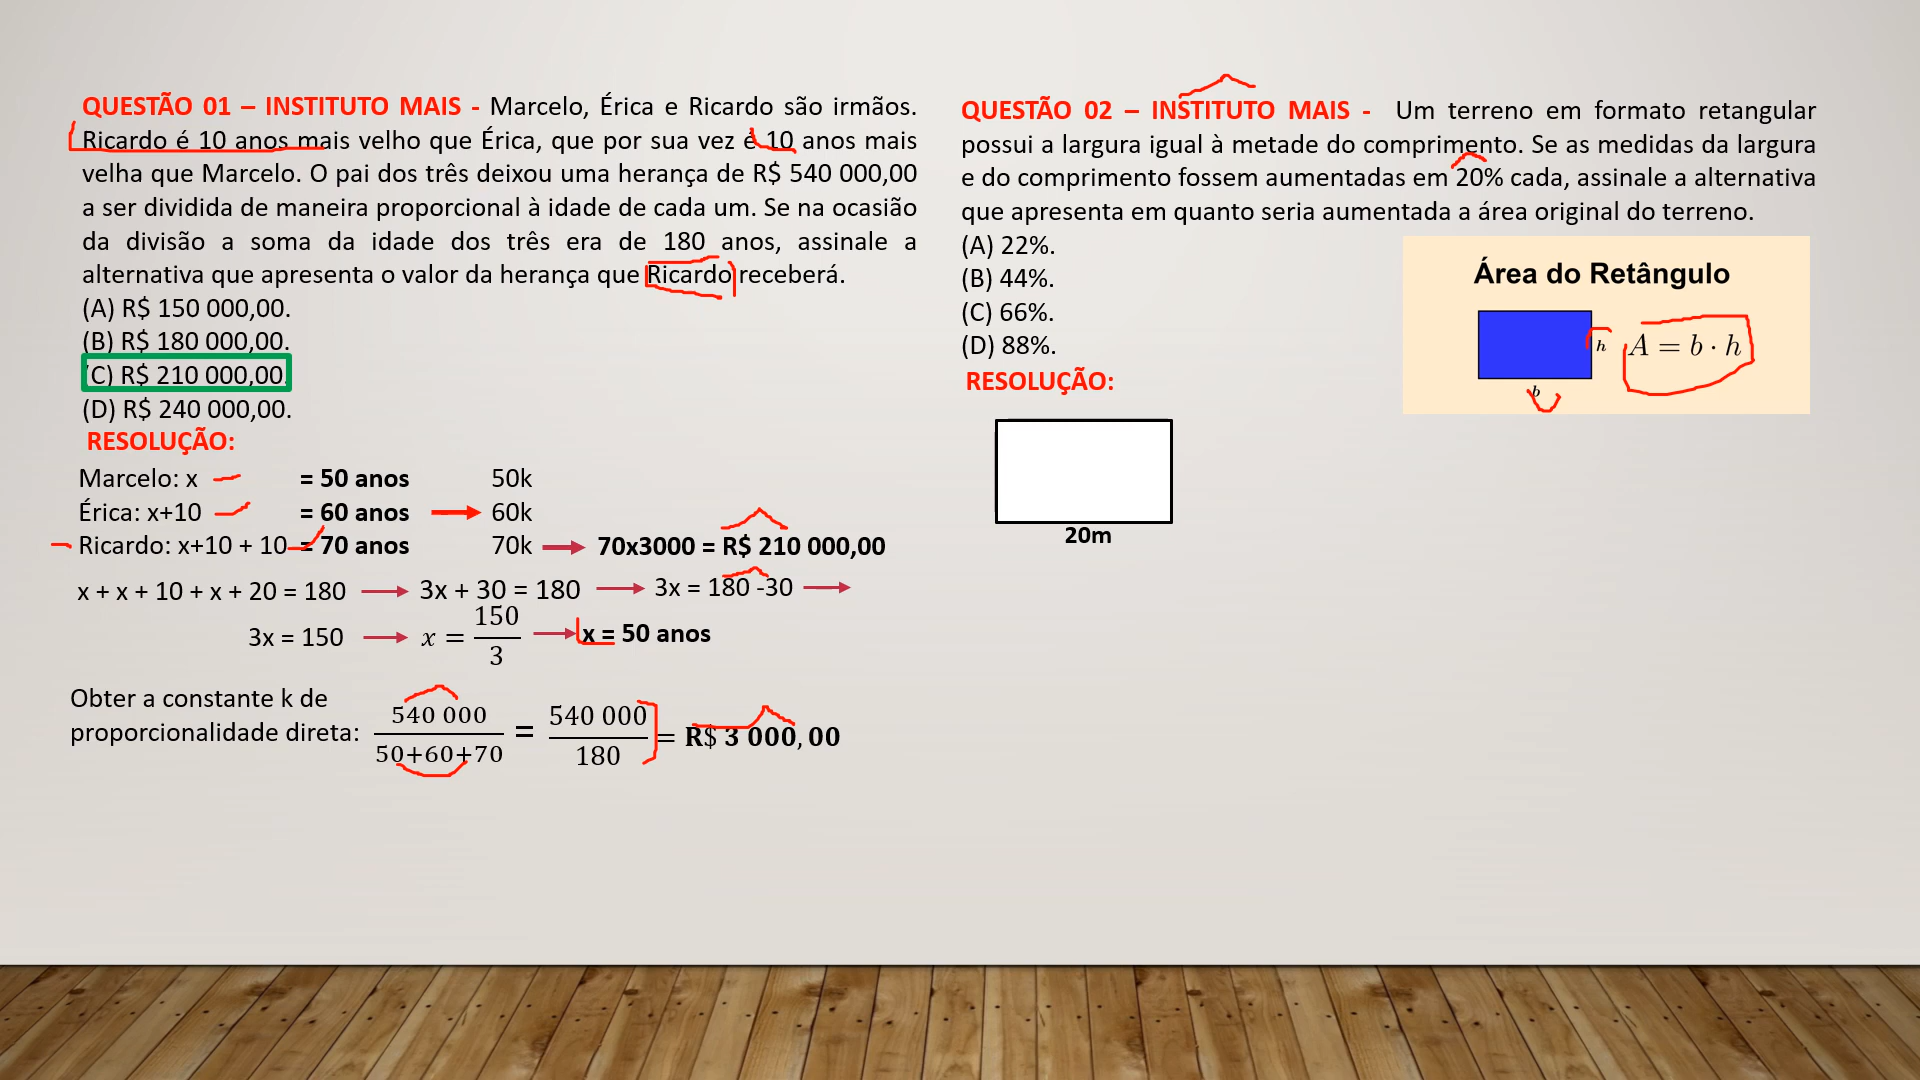 QUESTÃO 01 – INSTITUTO MAIS - Marcelo, Érica e Ricardo são irmãos.
Ricardo é 10 anos mais velho que Érica, que por sua vez é 10 anos mais
velha que Marcelo. O pai dos três deixou uma herança de R$ 540 000,00
a ser dividida de maneira proporcional à idade de cada um. Se na ocasião
da divisão a soma da idade dos três era de 180 anos, assinale a
alternativa que apresenta o valor da herança que Ricardo receberá.
(A) R$ 150 000,00.
(B) R$ 180 000,00.
(C) R$ 210 000,00.
(D) R$ 240 000,00.
RESOLUÇÃO:
Marcelo: x = 50 anos 50k
Érica: x+10 = 60 anos 60k
Ricardo: x+10 + 10 = 70 anos 70k 70x3000 = R$ 210 000,00
x + x + 10 + x + 20 = 180 3x + 30 = 180 3x = 180 -30
3x = 150 x = 150/3 x = 50 anos
Obter a constante k de
proporcionalidade direta: 540 000/50+60+70 = 540 000/180 = R$ 3 000, 00
QUESTÃO 02 – INSTITUTO MAIS - Um terreno em formato retangular
possui a largura igual à metade do comprimento. Se as medidas da largura
e do comprimento fossem aumentadas em 20% cada, assinale a alternativa
que apresenta em quanto seria aumentada a área original do terreno.
(A) 22%.
(B) 44%.
(C) 66%.
(D) 88%.
RESOLUÇÃO:
Área do Retângulo
h
A = b · h
b
20m